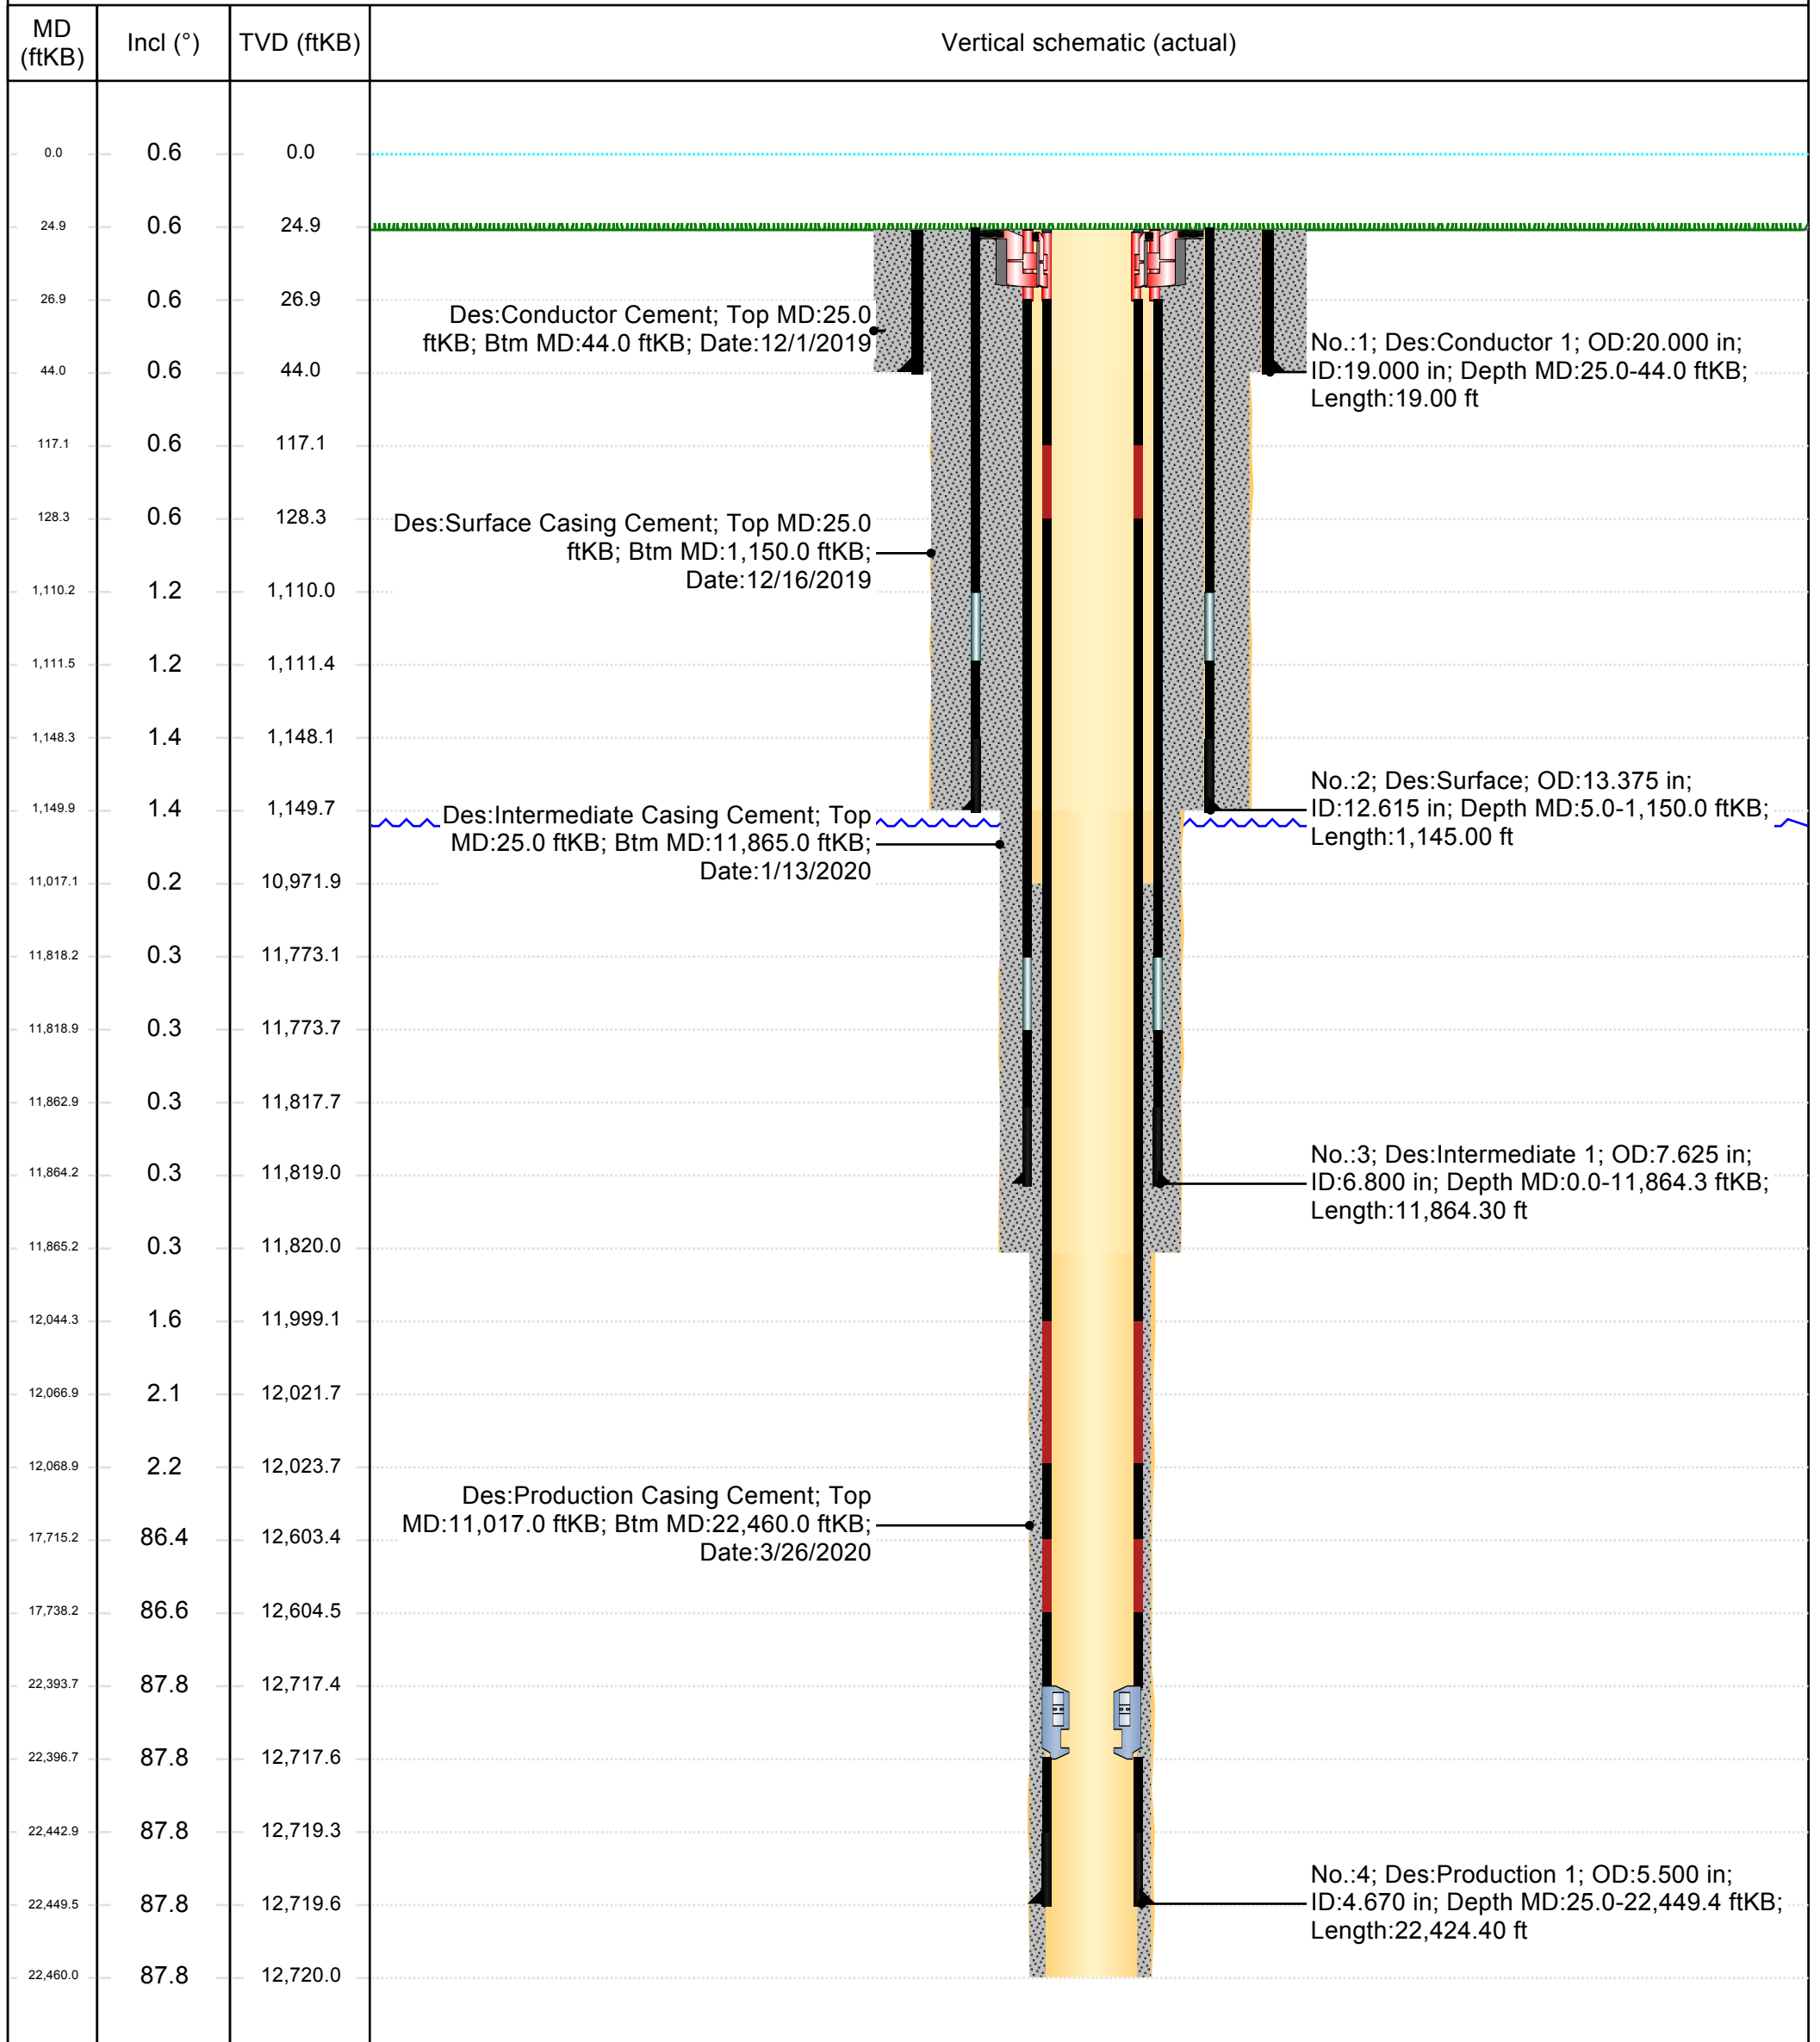 MD (ftKB) Incl (°) TVD (ftKB) Vertical schematic (actual)
0.0 0.6 0.0
24.9 0.6 24.9
26.9 0.6 26.9
Des:Conductor Cement; Top MD:25.0
ftKB; Btm MD:44.0 ftKB; Date:12/1/2019
No.:1; Des:Conductor 1; OD:20.000 in;
ID:19.000 in; Depth MD:25.0-44.0 ftKB;
Length:19.00 ft
44.0 0.6 44.0
117.1 0.6 117.1
128.3 0.6 128.3
Des:Surface Casing Cement; Top MD:25.0
ftKB; Btm MD:1,150.0 ftKB;
Date:12/16/2019
1,110.2 1.2 1,110.0
1,111.5 1.2 1,111.4
1,148.3 1.4 1,148.1
No.:2; Des:Surface; OD:13.375 in;
ID:12.615 in; Depth MD:5.0-1,150.0 ftKB;
Length:1,145.00 ft
1,149.9 1.4 1,149.7
Des:Intermediate Casing Cement; Top
MD:25.0 ftKB; Btm MD:11,865.0 ftKB;
Date:1/13/2020
11,017.1 0.2 10,971.9
11,818.2 0.3 11,773.1
11,818.9 0.3 11,773.7
11,862.9 0.3 11,817.7
11,864.2 0.3 11,819.0
No.:3; Des:Intermediate 1; OD:7.625 in;
ID:6.800 in; Depth MD:0.0-11,864.3 ftKB;
Length:11,864.30 ft
11,865.2 0.3 11,820.0
12,044.3 1.6 11,999.1
12,066.9 2.1 12,021.7
12,068.9 2.2 12,023.7
Des:Production Casing Cement; Top
MD:11,017.0 ftKB; Btm MD:22,460.0 ftKB;
Date:3/26/2020
17,715.2 86.4 12,603.4
17,738.2 86.6 12,604.5
22,393.7 87.8 12,717.4
22,396.7 87.8 12,717.6
22,442.9 87.8 12,719.3
22,449.5 87.8 12,719.6
No.:4; Des:Production 1; OD:5.500 in;
ID:4.670 in; Depth MD:25.0-22,449.4 ftKB;
Length:22,424.40 ft
22,460.0 87.8 12,720.0